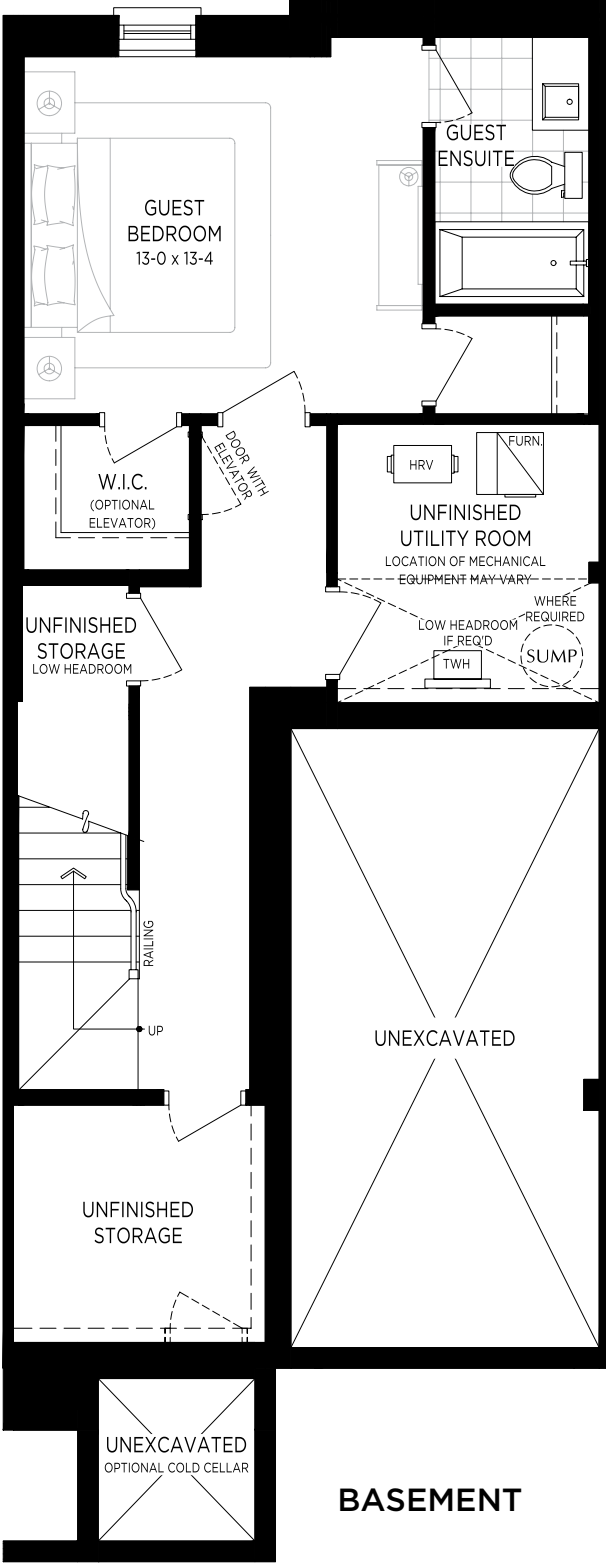 GUEST
ENSUITE
GUEST
BEDROOM
13-0 x 13-4
DOOR WITH
ELEVATOR
W.I.C.
(OPTIONAL
ELEVATOR)
HRV
FURN.
UNFINISHED
UTILITY ROOM
LOCATION OF MECHANICAL
EQUIPMENT MAY VARY
WHERE
REQUIRED
LOW HEADROOM
IF REQ'D
SUMP
TWH
UNFINISHED
STORAGE
LOW HEADROOM
RAILING
UP
UNEXCAVATED
UNFINISHED
STORAGE
UNEXCAVATED
OPTIONAL COLD CELLAR
BASEMENT